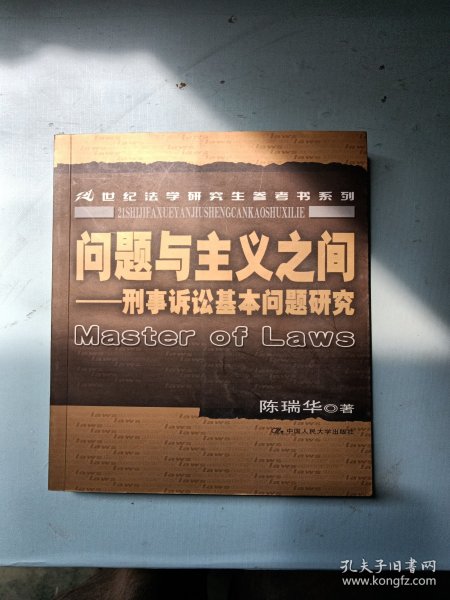 21世纪法学研究生参考书系列
21SHIJIFAXUEYANJIUSHENGCANKAOSHUXILIE
问题与主义之间
——刑事诉讼基本问题研究
Master of Laws
陈瑞华◎著
中国人民大学出版社
孔夫子旧书网
www.kongfz.com